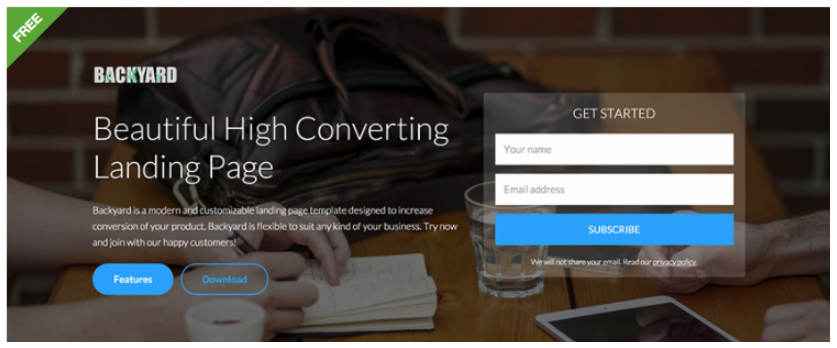 FREE
BACKYARD
Beautiful High Converting
Landing Page
Backyard is a modern and customizable landing page template designed to increase
conversion of your product. Backyard is flexible to suit any kind of your business. Try now
and join with our happy customers!
Features
Download
GET STARTED
Your name
Email address
SUBSCRIBE
We will not share your email. Read our privacy policy.